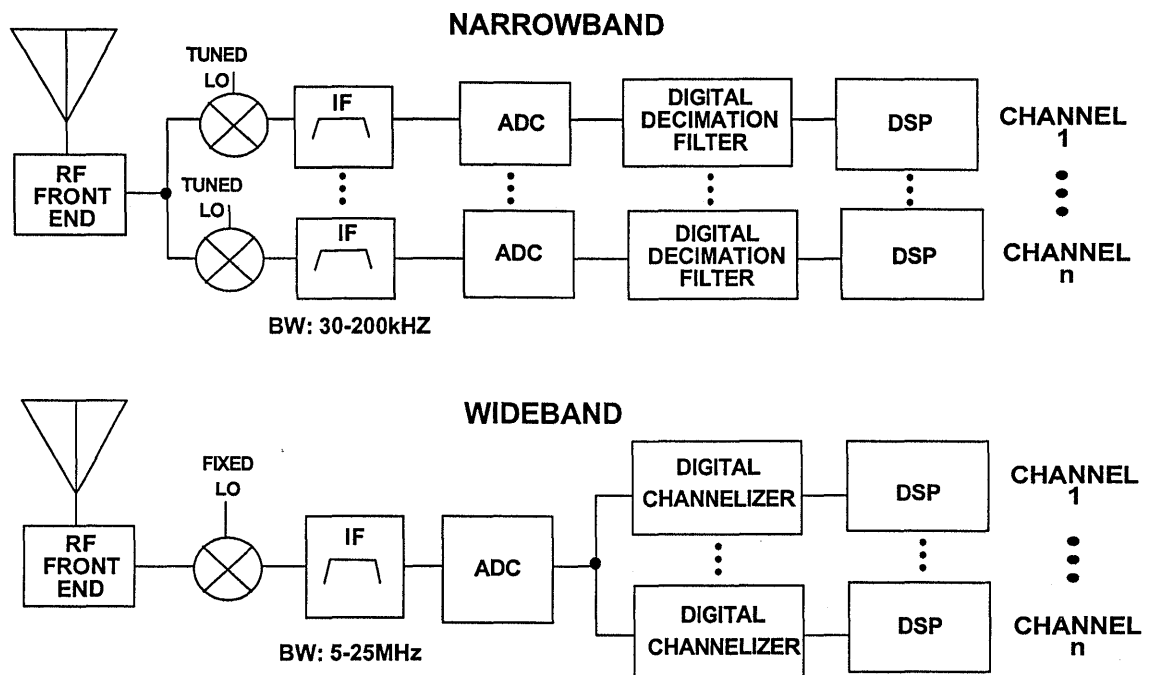 NARROWBAND
TUNED
LO
IF
ADC
DIGITAL
DECIMATION
FILTER
DSP
CHANNEL
1
RF
FRONT
END
TUNED
LO
IF
ADC
DIGITAL
DECIMATION
FILTER
DSP
CHANNEL
n
BW: 30-200kHZ
WIDEBAND
FIXED
LO
RF
FRONT
END
IF
ADC
DIGITAL
CHANNELIZER
DSP
CHANNEL
1
DIGITAL
CHANNELIZER
DSP
CHANNEL
n
BW: 5-25MHz